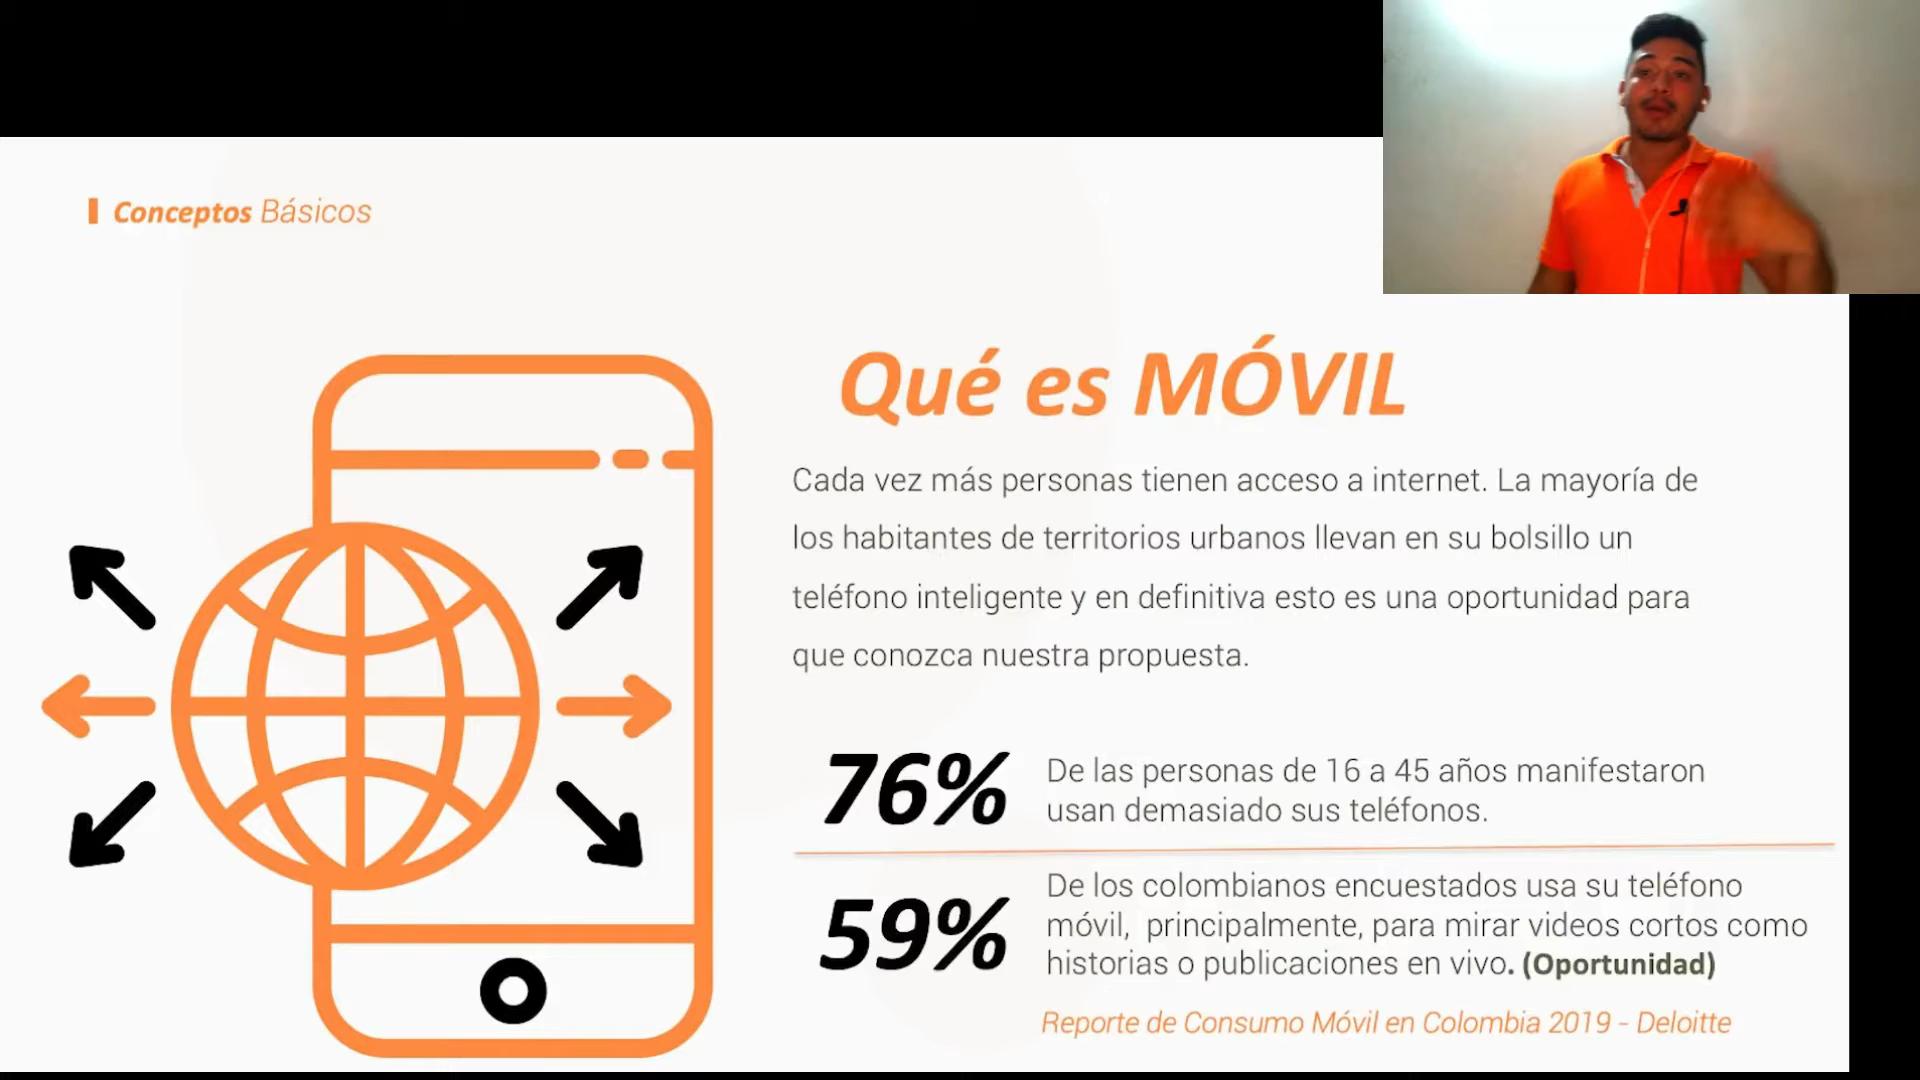 Conceptos Básicos
Qué es MÓVIL
Cada vez más personas tienen acceso a internet. La mayoría de
los habitantes de territorios urbanos llevan en su bolsillo un
teléfono inteligente y en definitiva esto es una oportunidad para
que conozca nuestra propuesta.
76%
De las personas de 16 a 45 años manifestaron
usan demasiado sus teléfonos.
59%
De los colombianos encuestados usa su teléfono
móvil, principalmente, para mirar videos cortos como
historias o publicaciones en vivo. (Oportunidad)
Reporte de Consumo Móvil en Colombia 2019 - Deloitte